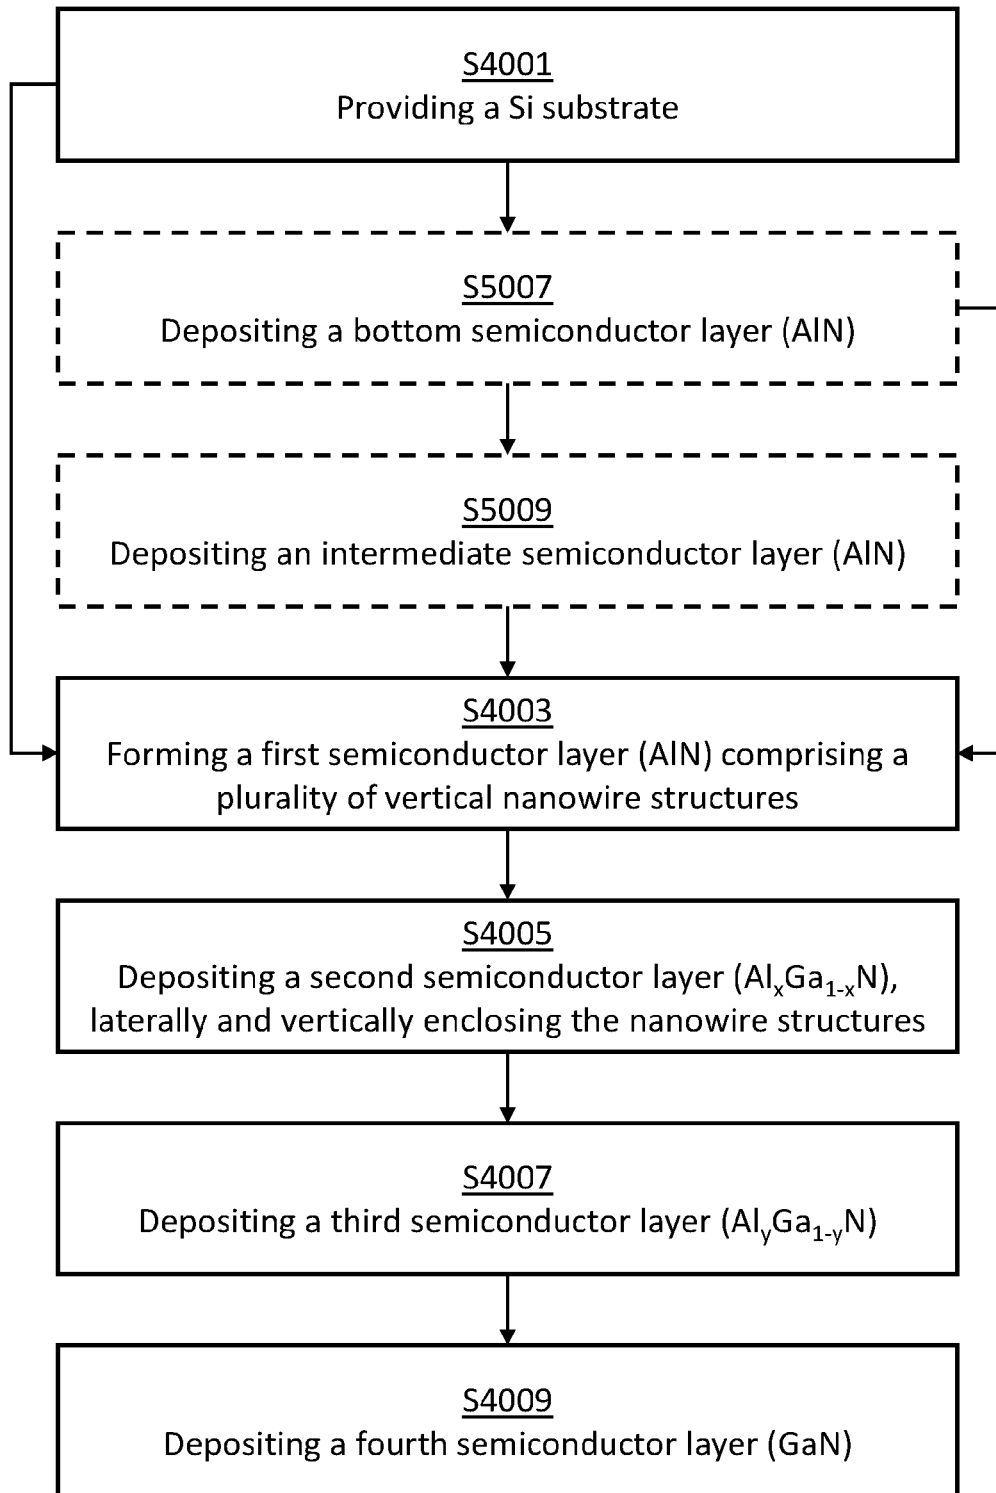 S4001
Providing a Si substrate
S5007
Depositing a bottom semiconductor layer (AlN)
S5009
Depositing an intermediate semiconductor layer (AlN)
S4003
Forming a first semiconductor layer (AlN) comprising a
plurality of vertical nanowire structures
S4005
Depositing a second semiconductor layer (AlₓGa₁₋ₓN),
laterally and vertically enclosing the nanowire structures
S4007
Depositing a third semiconductor layer (AlyGa1-yN)
S4009
Depositing a fourth semiconductor layer (GaN)